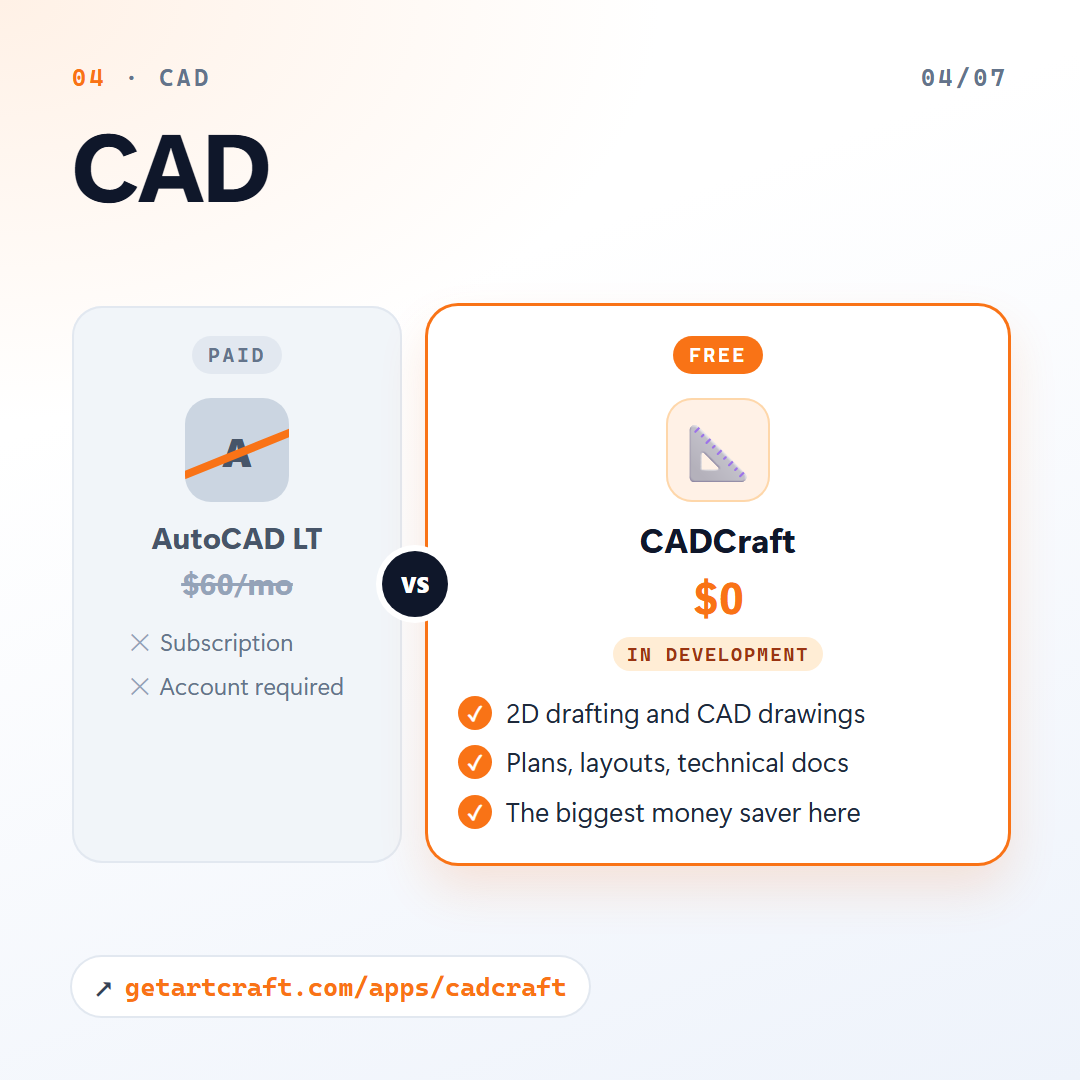 04 · CAD
04/07
CAD
PAID
A
AutoCAD LT
$60/mo
× Subscription
× Account required
VS
FREE
CADCraft
$0
IN DEVELOPMENT
✓ 2D drafting and CAD drawings
✓ Plans, layouts, technical docs
✓ The biggest money saver here
↗ getartcraft.com/apps/cadcraft